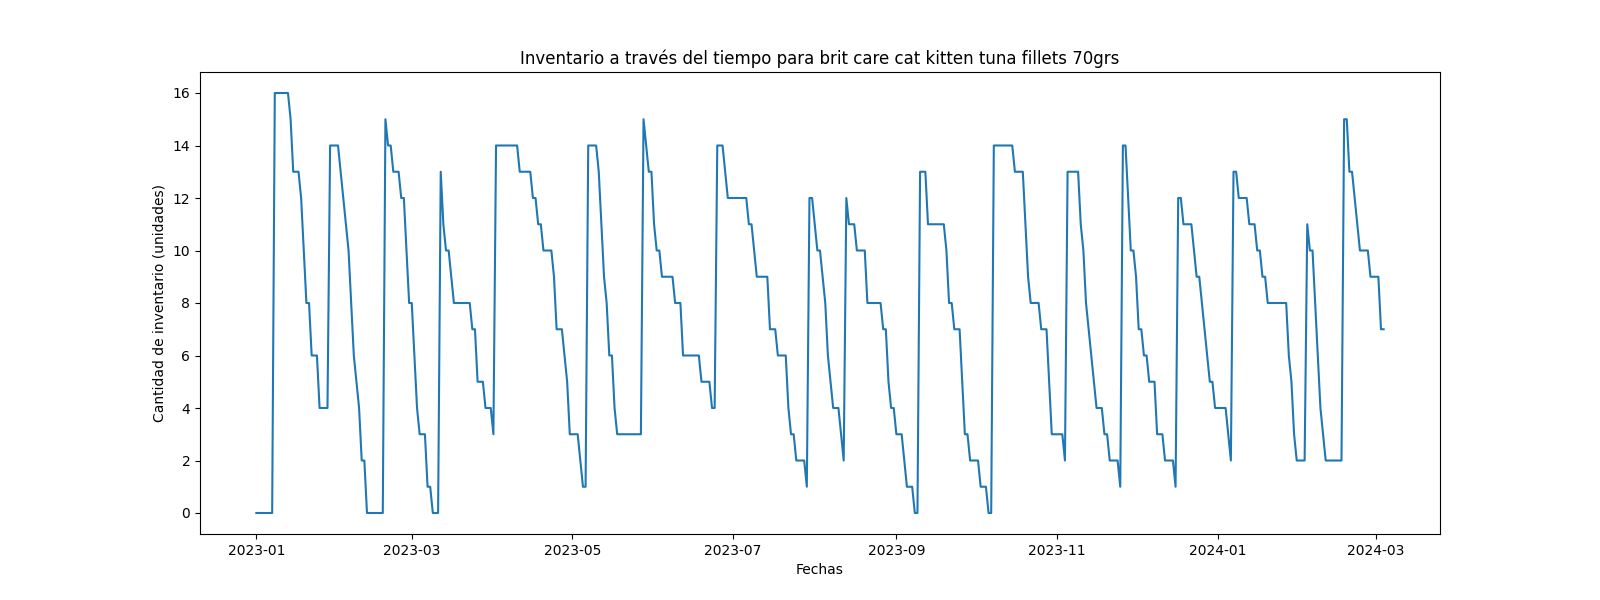 Inventario a través del tiempo para brit care cat kitten tuna fillets 70grs
16
14
12
10
8
6
4
2
0
Cantidad de inventario (unidades)
2023-01 2023-03 2023-05 2023-07 2023-09 2023-11 2024-01 2024-03
Fechas